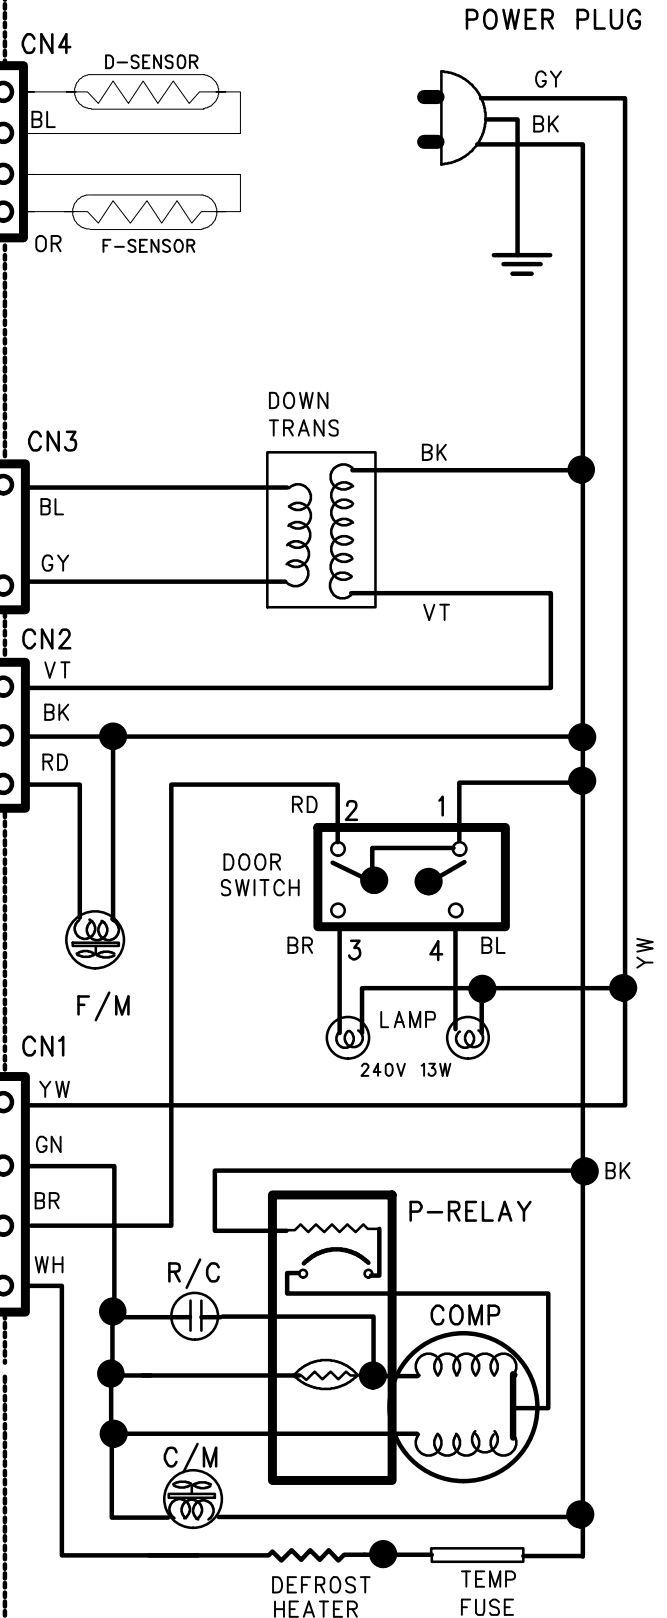 POWER PLUG
CN4
D-SENSOR
GY
BL
BK
OR
F-SENSOR
DOWN
TRANS
CN3
BK
BL
GY
VT
CN2
VT
BK
RD
RD 2 1
DOOR
SWITCH
BR 3 4 BL
YW
F/M
LAMP
240V 13W
CN1
YW
GN
BK
BR
P-RELAY
WH
R/C
COMP
C/M
DEFROST
HEATER
TEMP
FUSE